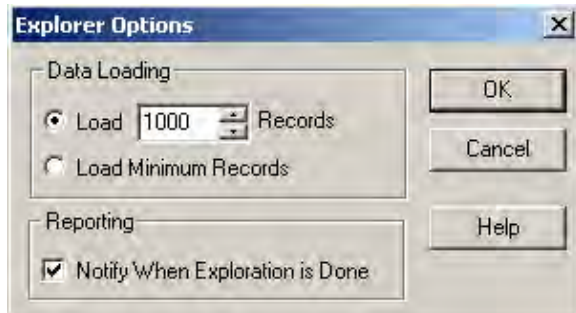 Explorer Options
Data Loading
Load 1000 Records
Load Minimum Records
Reporting
Notify When Exploration is Done
OK
Cancel
Help